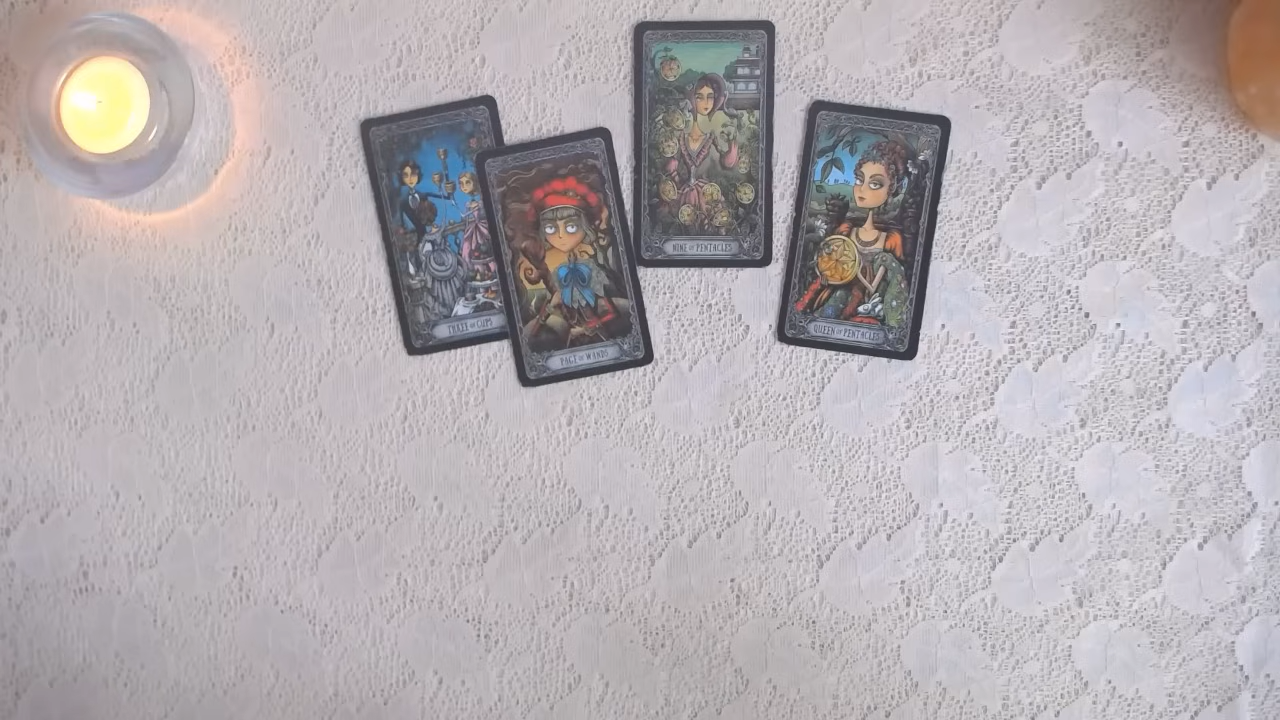 THREE OF CUPS
PAGE OF WANDS
NINE OF PENTACLES
QUEEN OF PENTACLES